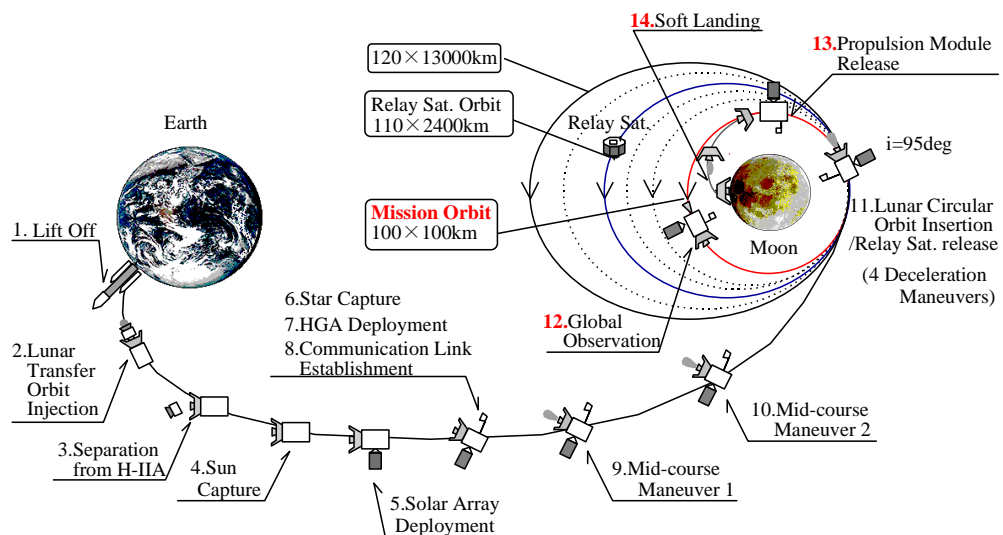 Earth
1. Lift Off
2.Lunar
Transfer
Orbit
Injection
3.Separation
from H-IIA
4.Sun
Capture
5.Solar Array
Deployment
6.Star Capture
7.HGA Deployment
8.Communication Link
Establishment
9.Mid-course
Maneuver 1
10.Mid-course
Maneuver 2
11.Lunar Circular
Orbit Insertion
/Relay Sat. release
(4 Deceleration
Maneuvers)
i=95deg
12.Global
Observation
13.Propulsion Module
Release
14.Soft Landing
120×13000km
Relay Sat. Orbit
110×2400km
Relay Sat.
Mission Orbit
100×100km
Moon